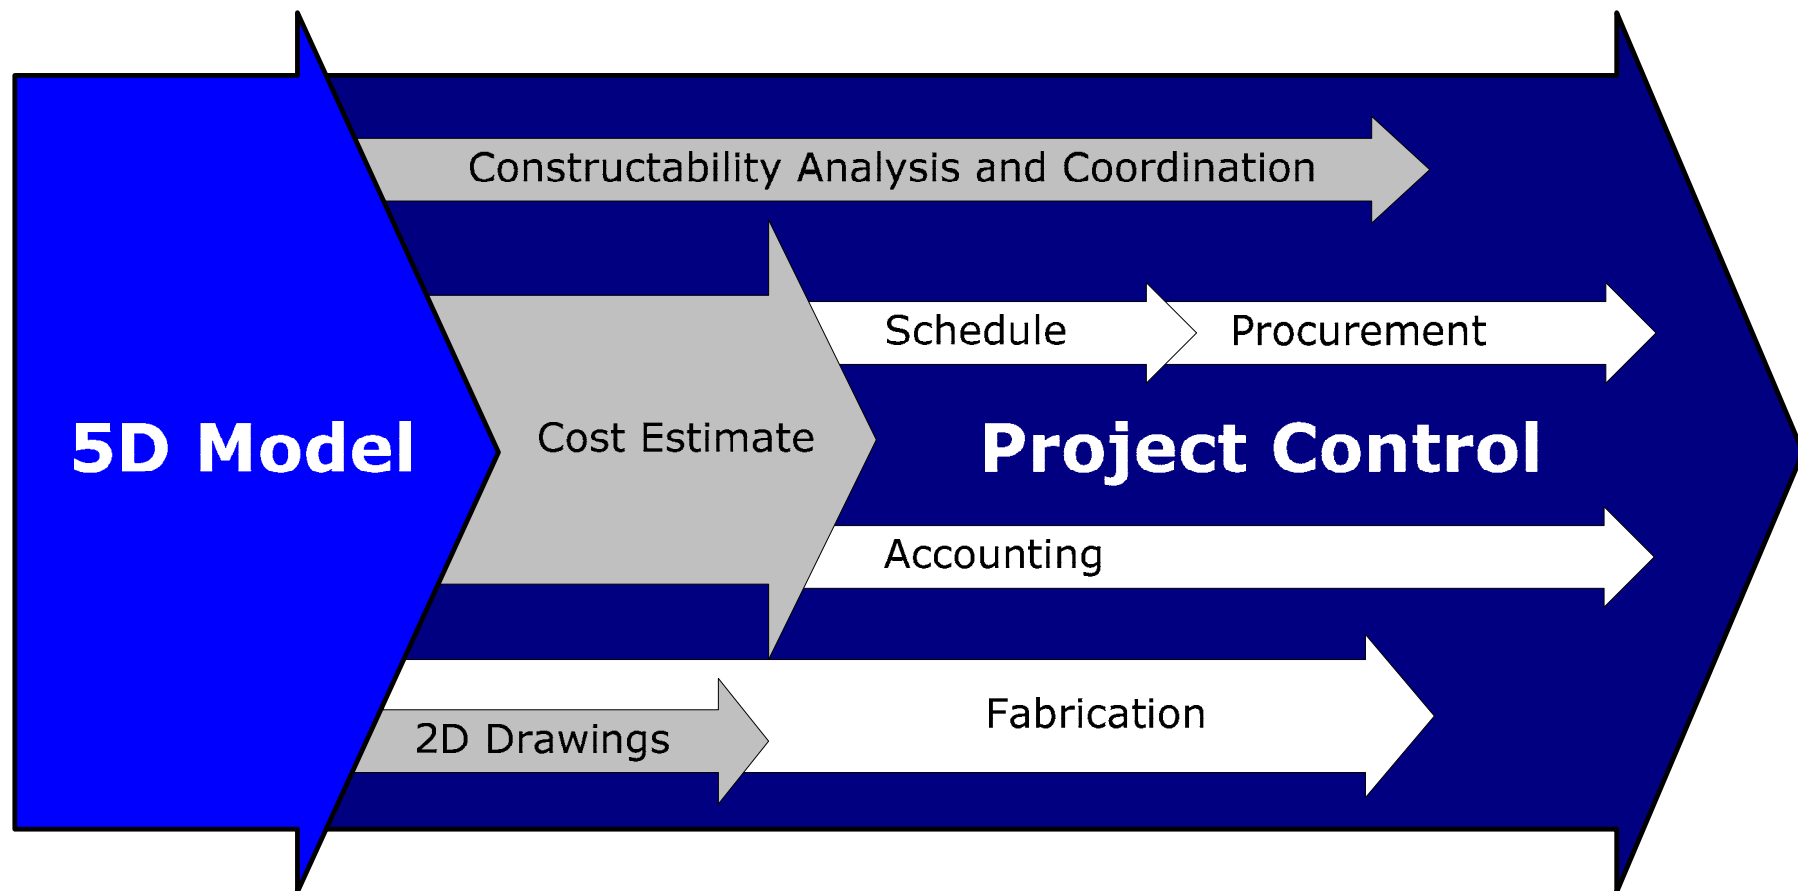 Constructability Analysis and Coordination
Schedule
Procurement
5D Model
Cost Estimate
Project Control
Accounting
2D Drawings
Fabrication